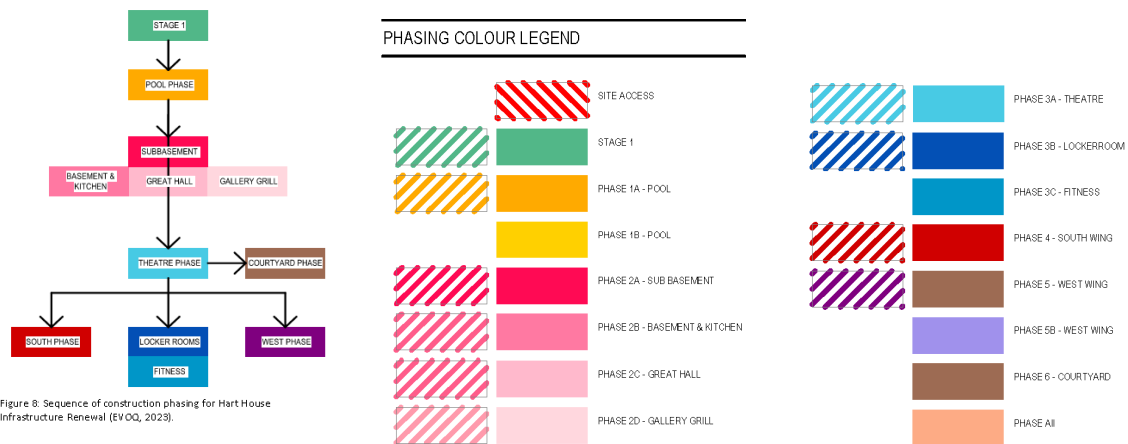 STAGE 1
POOL PHASE
SUBBASEMENT
BASEMENT &
KITCHEN
GREAT HALL
GALLERY GRILL
THEATRE PHASE
COURTYARD PHASE
SOUTH PHASE
LOCKER ROOMS
WEST PHASE
FITNESS
Figure 8: Sequence of construction phasing for Hart House
Infrastructure Renewal (EVOQ, 2023).
PHASING COLOUR LEGEND
SITE ACCESS
STAGE 1
PHASE 1A - POOL
PHASE 1B - POOL
PHASE 2A - SUB BASEMENT
PHASE 2B - BASEMENT & KITCHEN
PHASE 2C - GREAT HALL
PHASE 2D - GALLERY GRILL
PHASE 3A - THEATRE
PHASE 3B - LOCKERROOM
PHASE 3C - FITNESS
PHASE 4 - SOUTH WING
PHASE 5 - WEST WING
PHASE 5B - WEST WING
PHASE 6 - COURTYARD
PHASE All